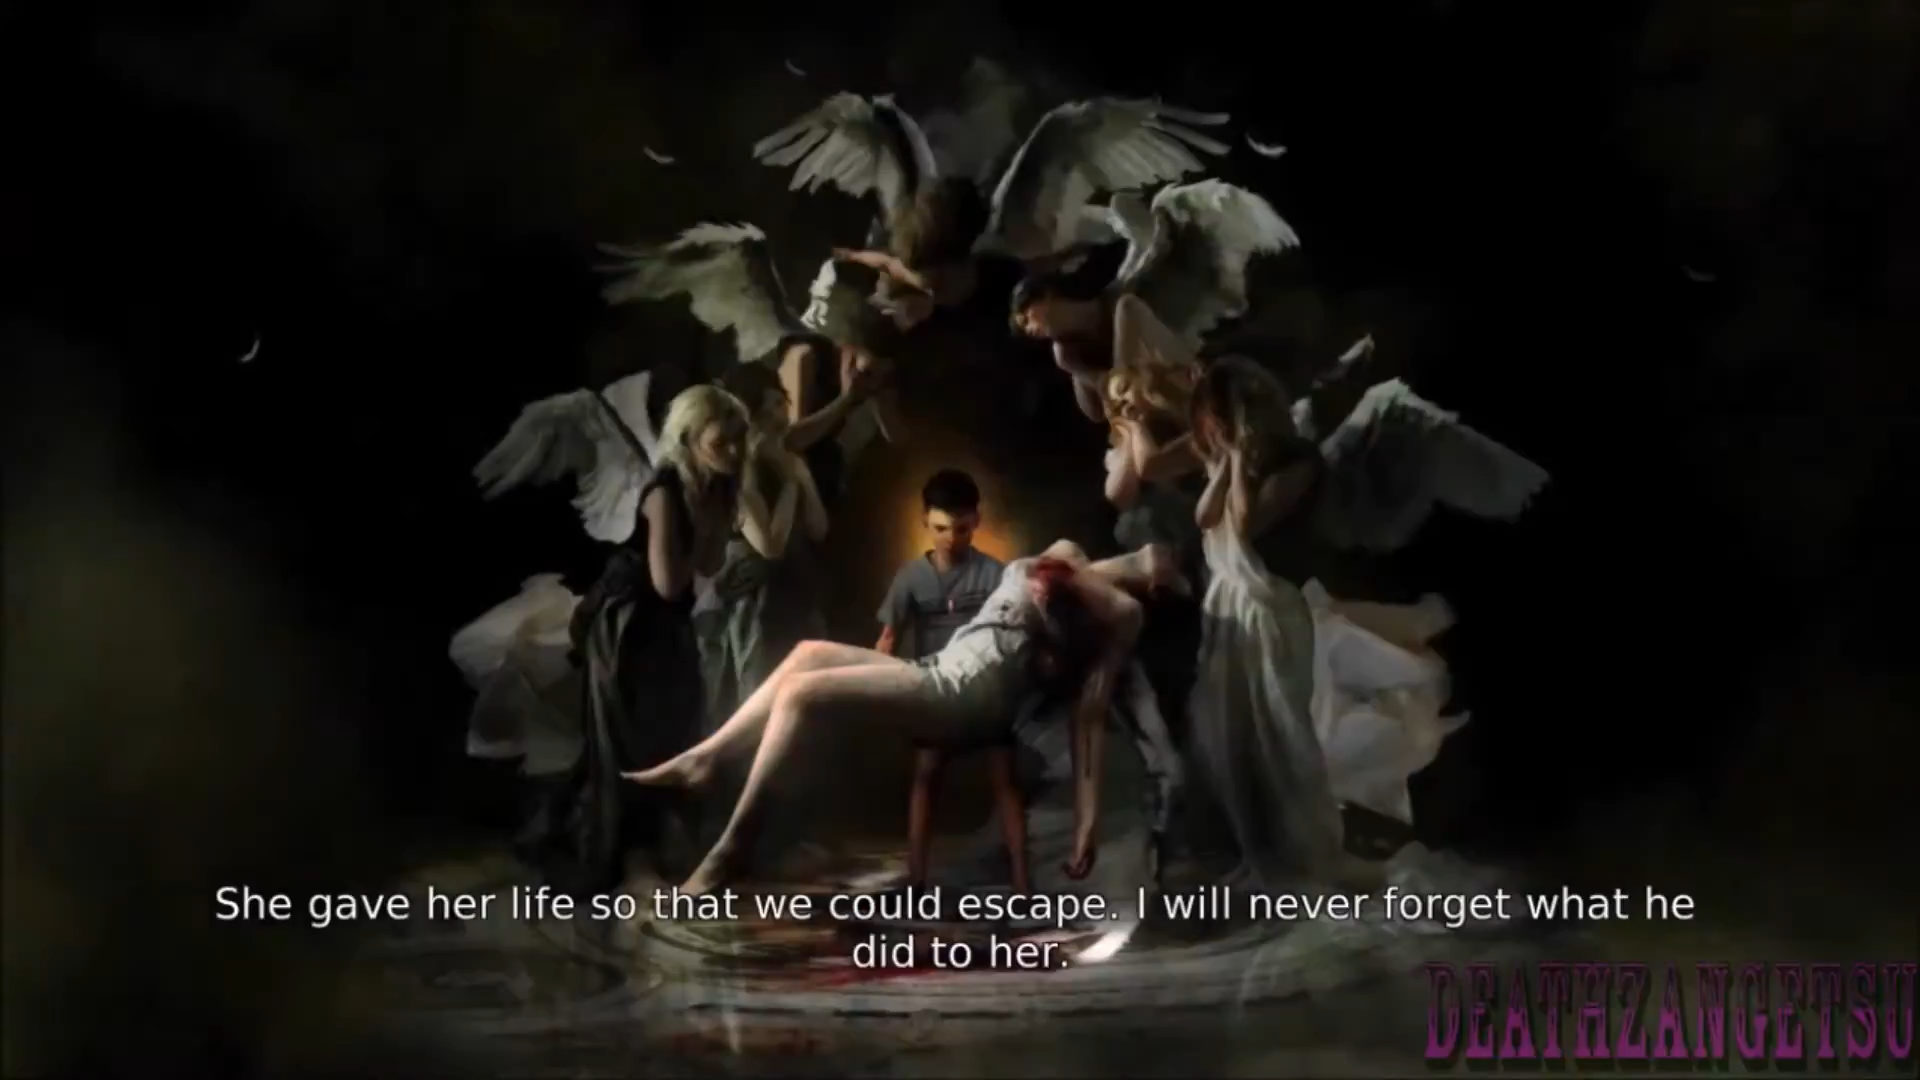 She gave her life so that we could escape. I will never forget what he
did to her.
DEATHZANGETSU